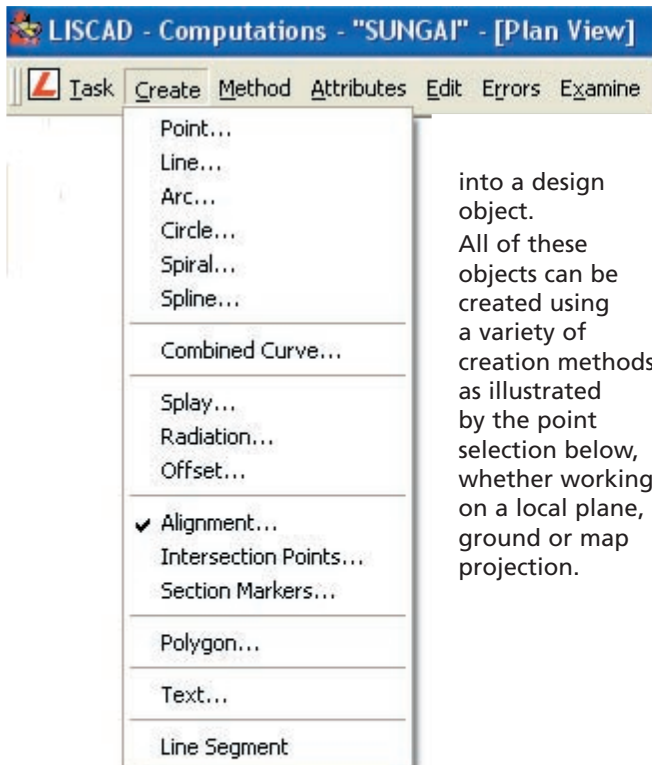 LISCAD - Computations - "SUNGAI" - [Plan View]
Task Create Method Attributes Edit Errors Examine
Point...
Line...
Arc...
Circle...
Spiral...
Spline...
Combined Curve...
Splay...
Radiation...
Offset...
Alignment...
Intersection Points...
Section Markers...
Polygon...
Text...
Line Segment
into a design
object.
All of these
objects can be
created using
a variety of
creation methods
as illustrated
by the point
selection below,
whether working
on a local plane,
ground or map
projection.